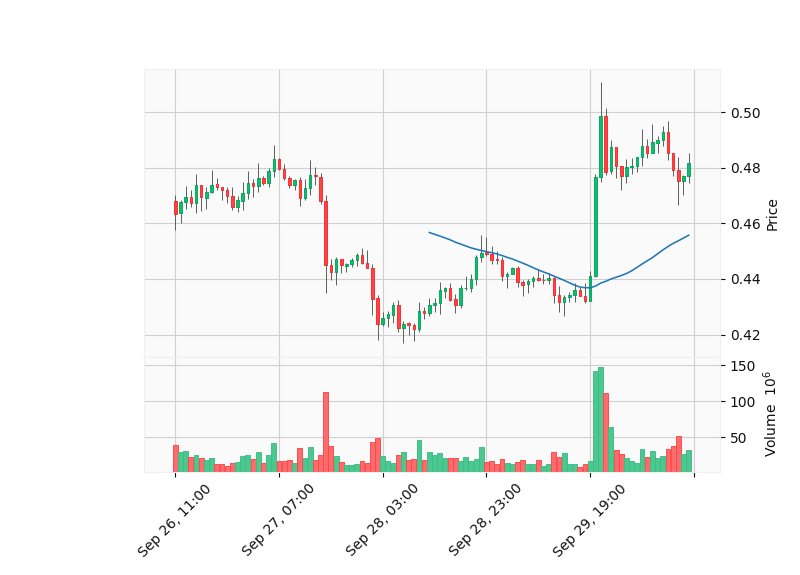 0.50
0.48
0.46
0.44
0.42
Price
150
100
50
Volume 10^6
Sep 26, 11:00
Sep 27, 07:00
Sep 28, 03:00
Sep 28, 23:00
Sep 29, 19:00